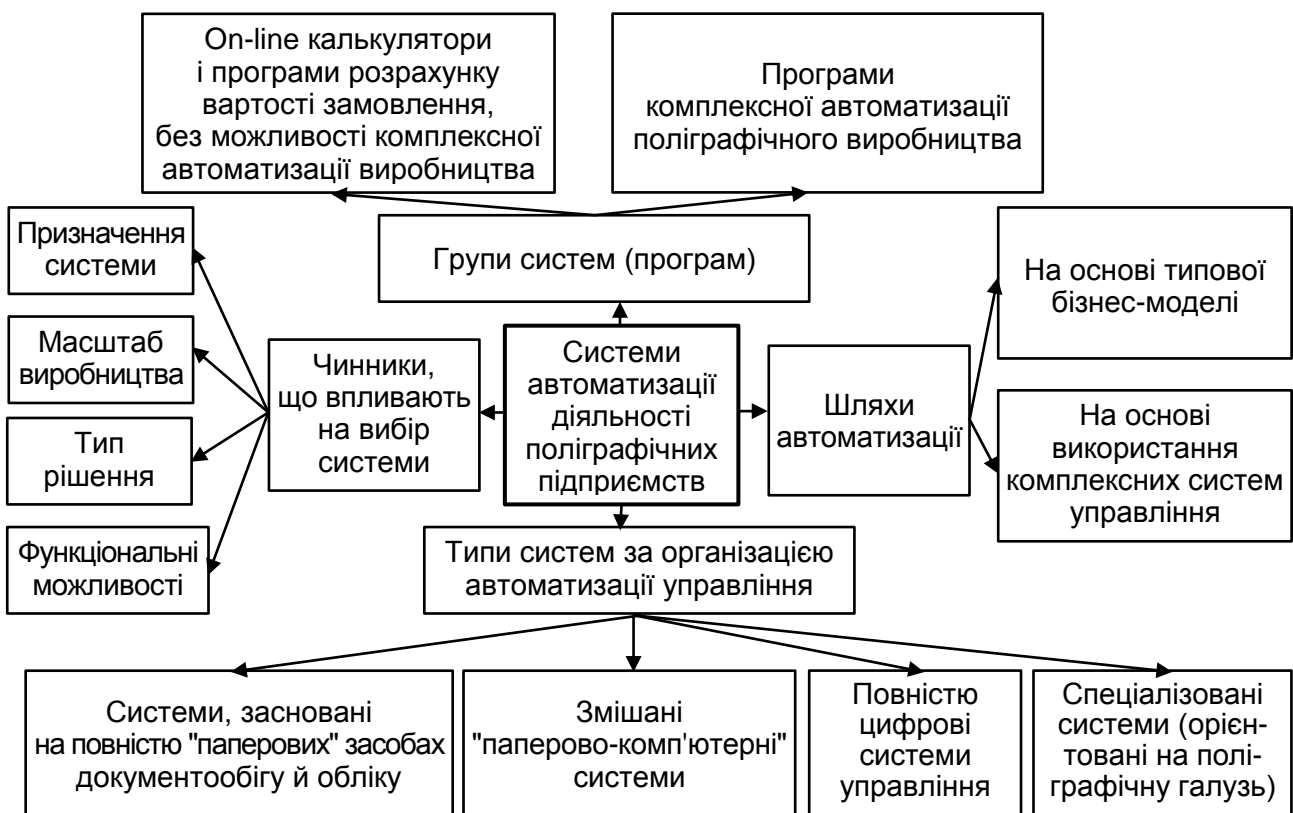 On-line калькулятори
і програми розрахунку
вартості замовлення,
без можливості комплексної
автоматизації виробництва
Програми
комплексної автоматизації
поліграфічного виробництва
Групи систем (програм)
Призначення
системи
Масштаб
виробництва
Тип
рішення
Функціональні
можливості
Чинники,
що впливають
на вибір
системи
Системи
автоматизації
діяльності
поліграфічних
підприємств
Шляхи
автоматизації
На основі типової
бізнес-моделі
На основі
використання
комплексних систем
управління
Типи систем за організацією
автоматизації управління
Системи, засновані
на повністю "паперових" засобах
документообігу й обліку
Змішані
"паперово-комп'ютерні"
системи
Повністю
цифрові
системи
управління
Спеціалізовані
системи (орієн-
товані на полі-
графічну галузь)